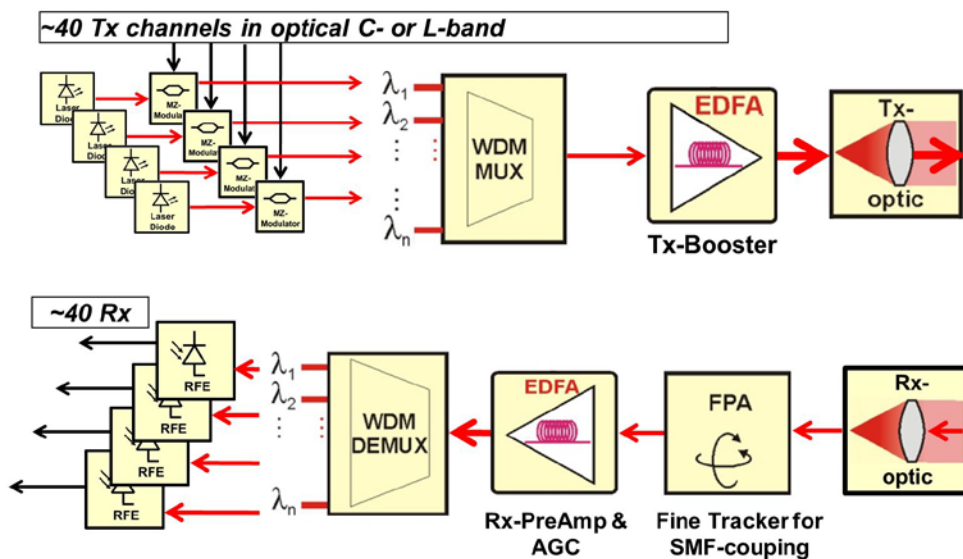 ~40 Tx channels in optical C- or L-band
Laser
Diode
Laser
Diode
Laser
Diode
Laser
Diode
MZ-
Modulator
MZ-
Modulator
MZ-
Modulator
MZ-
Modulator
λ1
λ2
λn
WDM
MUX
EDFA
Tx-Booster
Tx-
optic
~40 Rx
RFE
RFE
RFE
RFE
λ1
λ2
λn
WDM
DEMUX
EDFA
Rx-PreAmp &
AGC
FPA
Fine Tracker for
SMF-couping
Rx-
optic